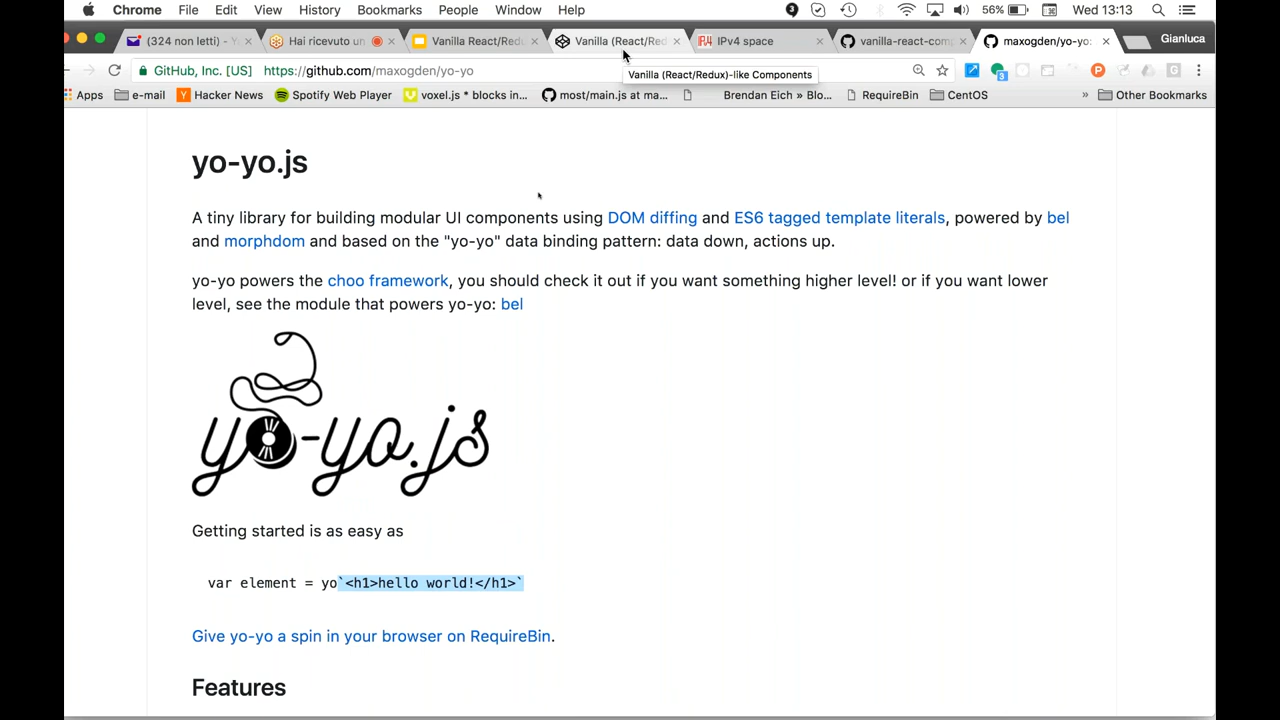 Chrome File Edit View History Bookmarks People Window Help 3 56% Wed 13:13
(324 non letti) - Y Hai ricevuto un Vanilla React/Redu Vanilla (React/Red IPv4 space vanilla-react-comp maxogden/yo-yo: Gianluca
GitHub, Inc. [US] https://github.com/maxogden/yo-yo
Vanilla (React/Redux)-like Components
Apps e-mail Hacker News Spotify Web Player voxel.js * blocks in... most/main.js at ma... Brendan Eich » Blo... RequireBin CentOS » Other Bookmarks
yo-yo.js
A tiny library for building modular UI components using DOM diffing and ES6 tagged template literals, powered by bel
and morphdom and based on the "yo-yo" data binding pattern: data down, actions up.
yo-yo powers the choo framework, you should check it out if you want something higher level! or if you want lower
level, see the module that powers yo-yo: bel
yo-yo.js
Getting started is as easy as
var element = yo`<h1>hello world!</h1>`
Give yo-yo a spin in your browser on RequireBin.
Features